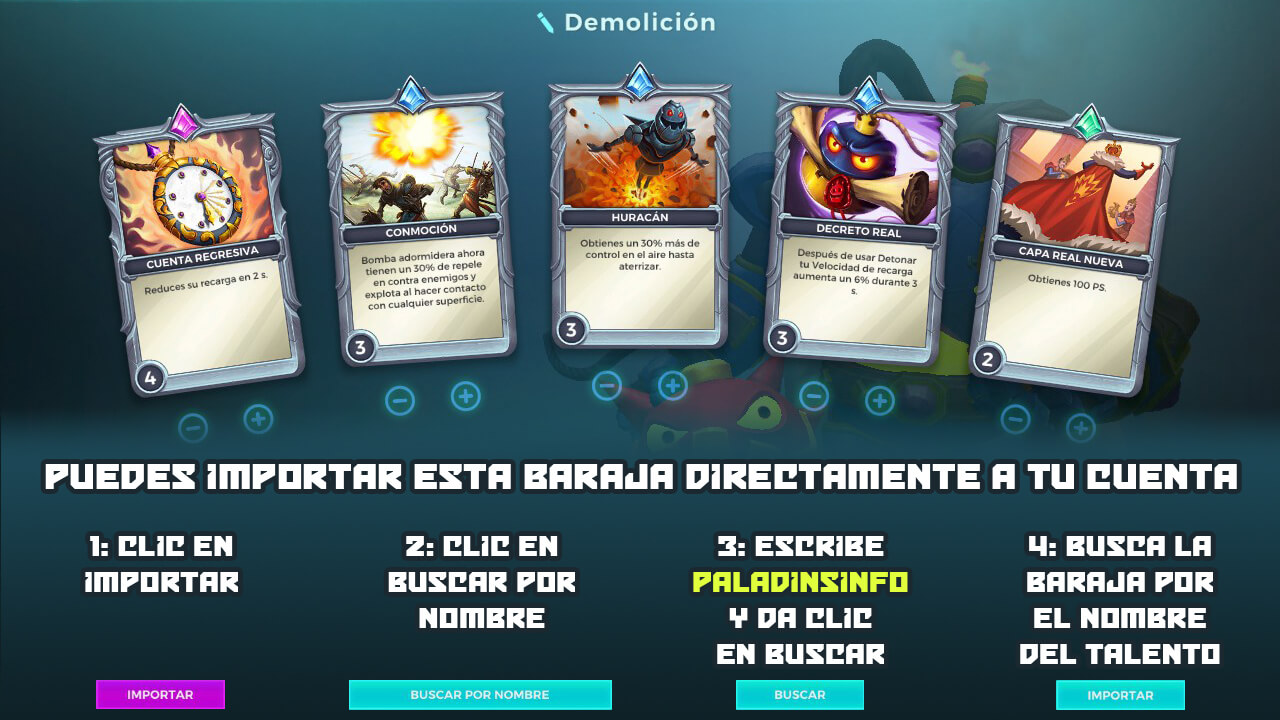 Demolición
CUENTA REGRESIVA
Reduces su recarga en 2 s.
4
CONMOCIÓN
Bomba adormidera ahora
tienen un 30% de repele
en contra enemigos y
explota al hacer contacto
con cualquier superficie.
3
HURACÁN
Obtienes un 30% más de
control en el aire hasta
aterrizar.
3
DECRETO REAL
Después de usar Detonar
tu Velocidad de recarga
aumenta un 6% durante 3
s.
3
CAPA REAL NUEVA
Obtienes 100 PS.
2
PUEDES IMPORTAR ESTA BARAJA DIRECTAMENTE A TU CUENTA
1: CLIC EN
IMPORTAR
2: CLIC EN
BUSCAR POR
NOMBRE
3: ESCRIBE
PALADINSINFO
Y DA CLIC
EN BUSCAR
4: BUSCA LA
BARAJA POR
EL NOMBRE
DEL TALENTO
IMPORTAR
BUSCAR POR NOMBRE
BUSCAR
IMPORTAR